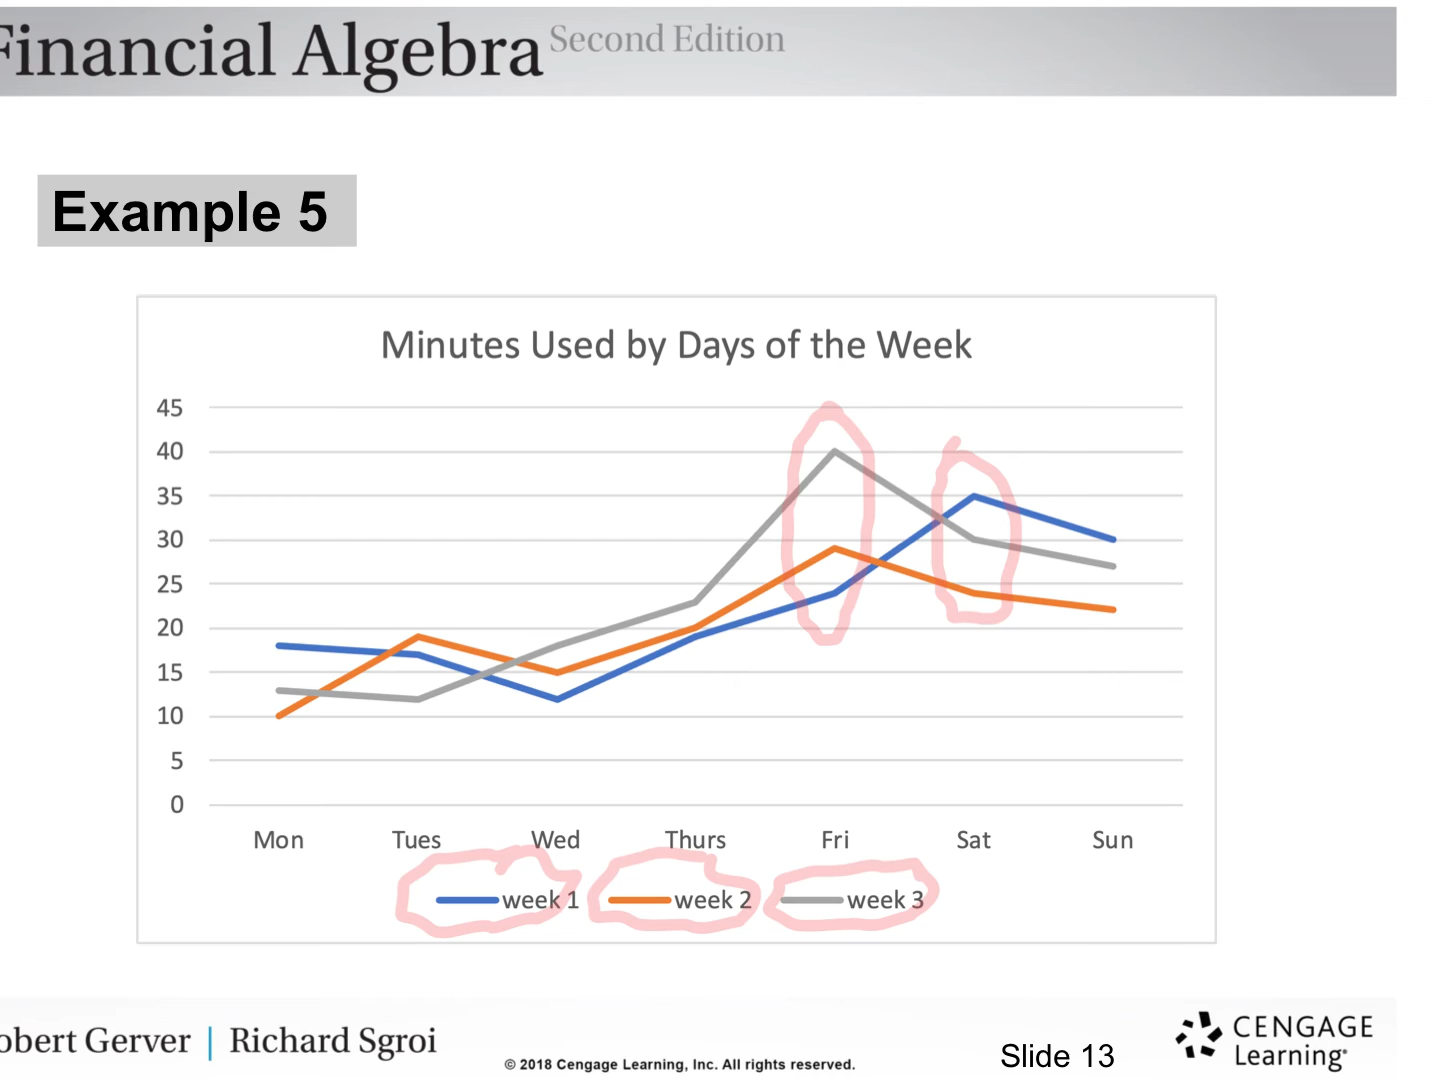 Financial Algebra Second Edition
Example 5
Minutes Used by Days of the Week
45
40
35
30
25
20
15
10
5
0
Mon Tues Wed Thurs Fri Sat Sun
week 1 week 2 week 3
obert Gerver | Richard Sgroi
© 2018 Cengage Learning, Inc. All rights reserved.
Slide 13
CENGAGE
Learning®